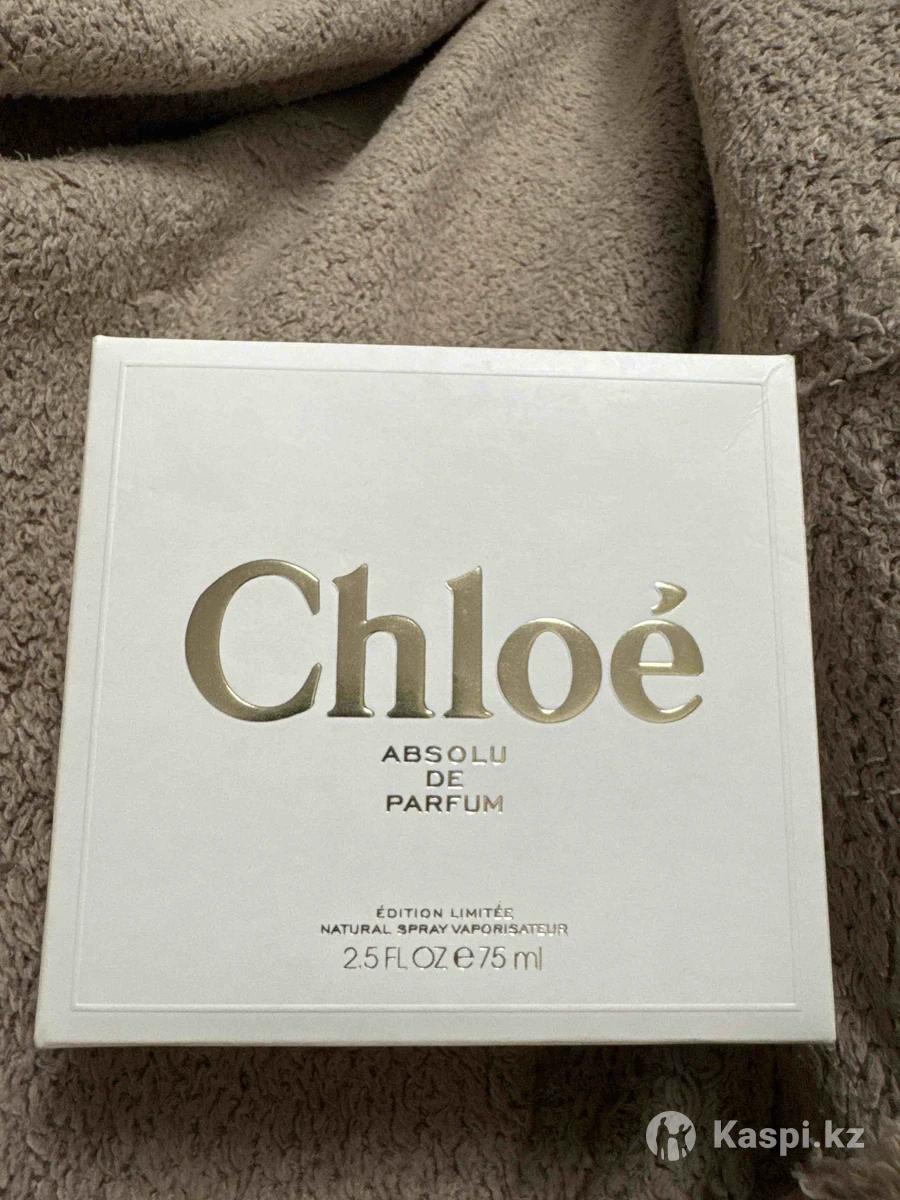 Chloé
ABSOLU
DE
PARFUM
ÉDITION LIMITÉE
NATURAL SPRAY VAPORISATEUR
2.5 FL OZ e 75 ml
Kaspi.kz